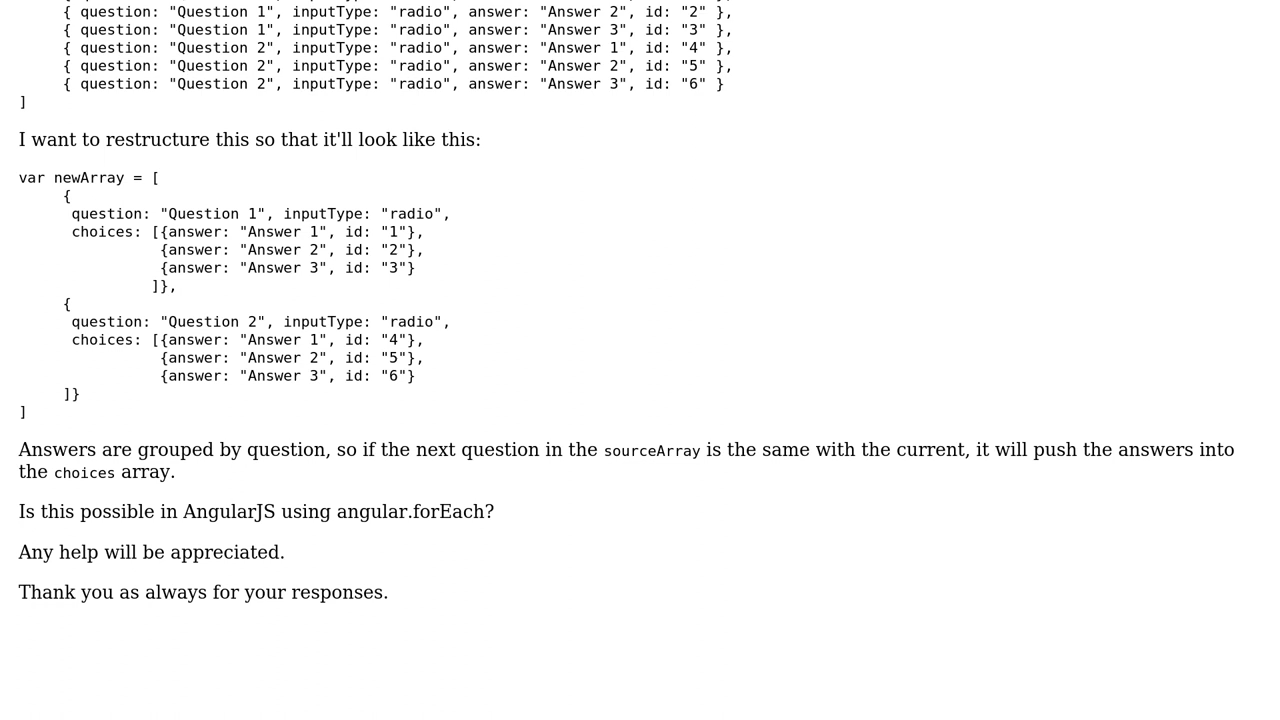 { question: "Question 1", inputType: "radio", answer: "Answer 2", id: "2" },
{ question: "Question 1", inputType: "radio", answer: "Answer 3", id: "3" },
{ question: "Question 2", inputType: "radio", answer: "Answer 1", id: "4" },
{ question: "Question 2", inputType: "radio", answer: "Answer 2", id: "5" },
{ question: "Question 2", inputType: "radio", answer: "Answer 3", id: "6" }
]
I want to restructure this so that it'll look like this:
var newArray = [
{
question: "Question 1", inputType: "radio",
choices: [{answer: "Answer 1", id: "1"},
{answer: "Answer 2", id: "2"},
{answer: "Answer 3", id: "3"}
]},
{
question: "Question 2", inputType: "radio",
choices: [{answer: "Answer 1", id: "4"},
{answer: "Answer 2", id: "5"},
{answer: "Answer 3", id: "6"}
]}
]
Answers are grouped by question, so if the next question in the sourceArray is the same with the current, it will push the answers into
the choices array.
Is this possible in AngularJS using angular.forEach?
Any help will be appreciated.
Thank you as always for your responses.